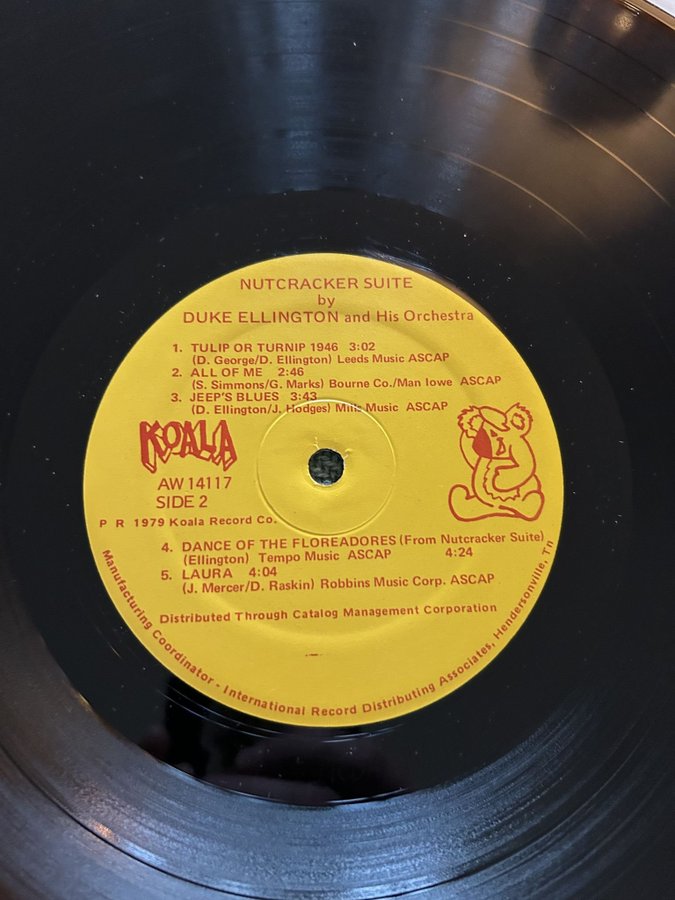 NUTCRACKER SUITE
by
DUKE ELLINGTON and His Orchestra
1. TULIP OR TURNIP 1946 3:02
(D. George/D. Ellington) Leeds Music ASCAP
2. ALL OF ME 2:46
(S. Simmons/G. Marks) Bourne Co./Man Iowe ASCAP
3. JEEP'S BLUES 3:43
(D. Ellington/J. Hodges) Mills Music ASCAP
KOALA
AW 14117
SIDE 2
P R 1979 Koala Record Co.
4. DANCE OF THE FLOREADORES (From Nutcracker Suite)
(Ellington) Tempo Music ASCAP 4:24
5. LAURA 4:04
(J. Mercer/D. Raskin) Robbins Music Corp. ASCAP
Distributed Through Catalog Management Corporation
Manufacturing Coordinator - International Record Distributing Associates, Hendersonville, Tn